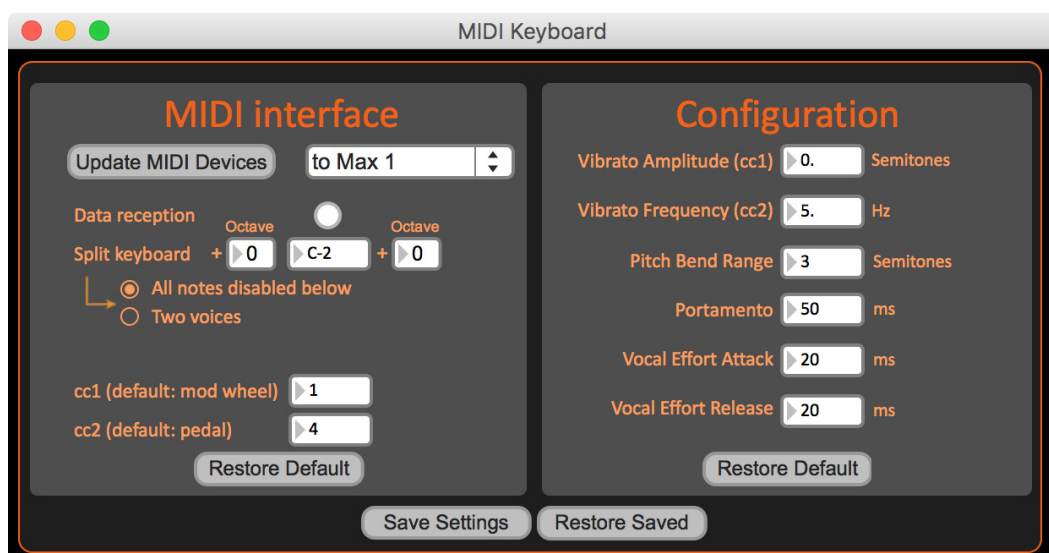 MIDI Keyboard
MIDI interface
Update MIDI Devices to Max 1
Data reception
Octave Octave
Split keyboard + 0 C-2 + 0
All notes disabled below
Two voices
cc1 (default: mod wheel) 1
cc2 (default: pedal) 4
Restore Default
Configuration
Vibrato Amplitude (cc1) 0. Semitones
Vibrato Frequency (cc2) 5. Hz
Pitch Bend Range 3 Semitones
Portamento 50 ms
Vocal Effort Attack 20 ms
Vocal Effort Release 20 ms
Restore Default
Save Settings Restore Saved